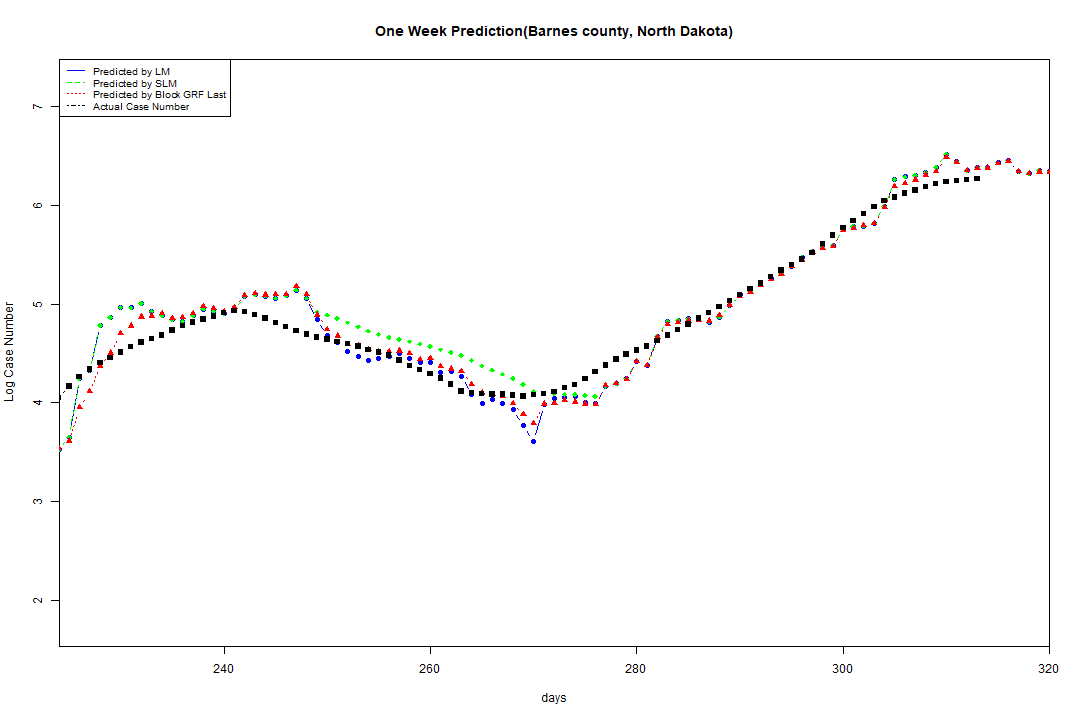 One Week Prediction(Barnes county, North Dakota)
Predicted by LM
Predicted by SLM
Predicted by Block GRF Last
Actual Case Number
7
6
5
4
3
2
Log Case Number
240
260
280
300
320
days